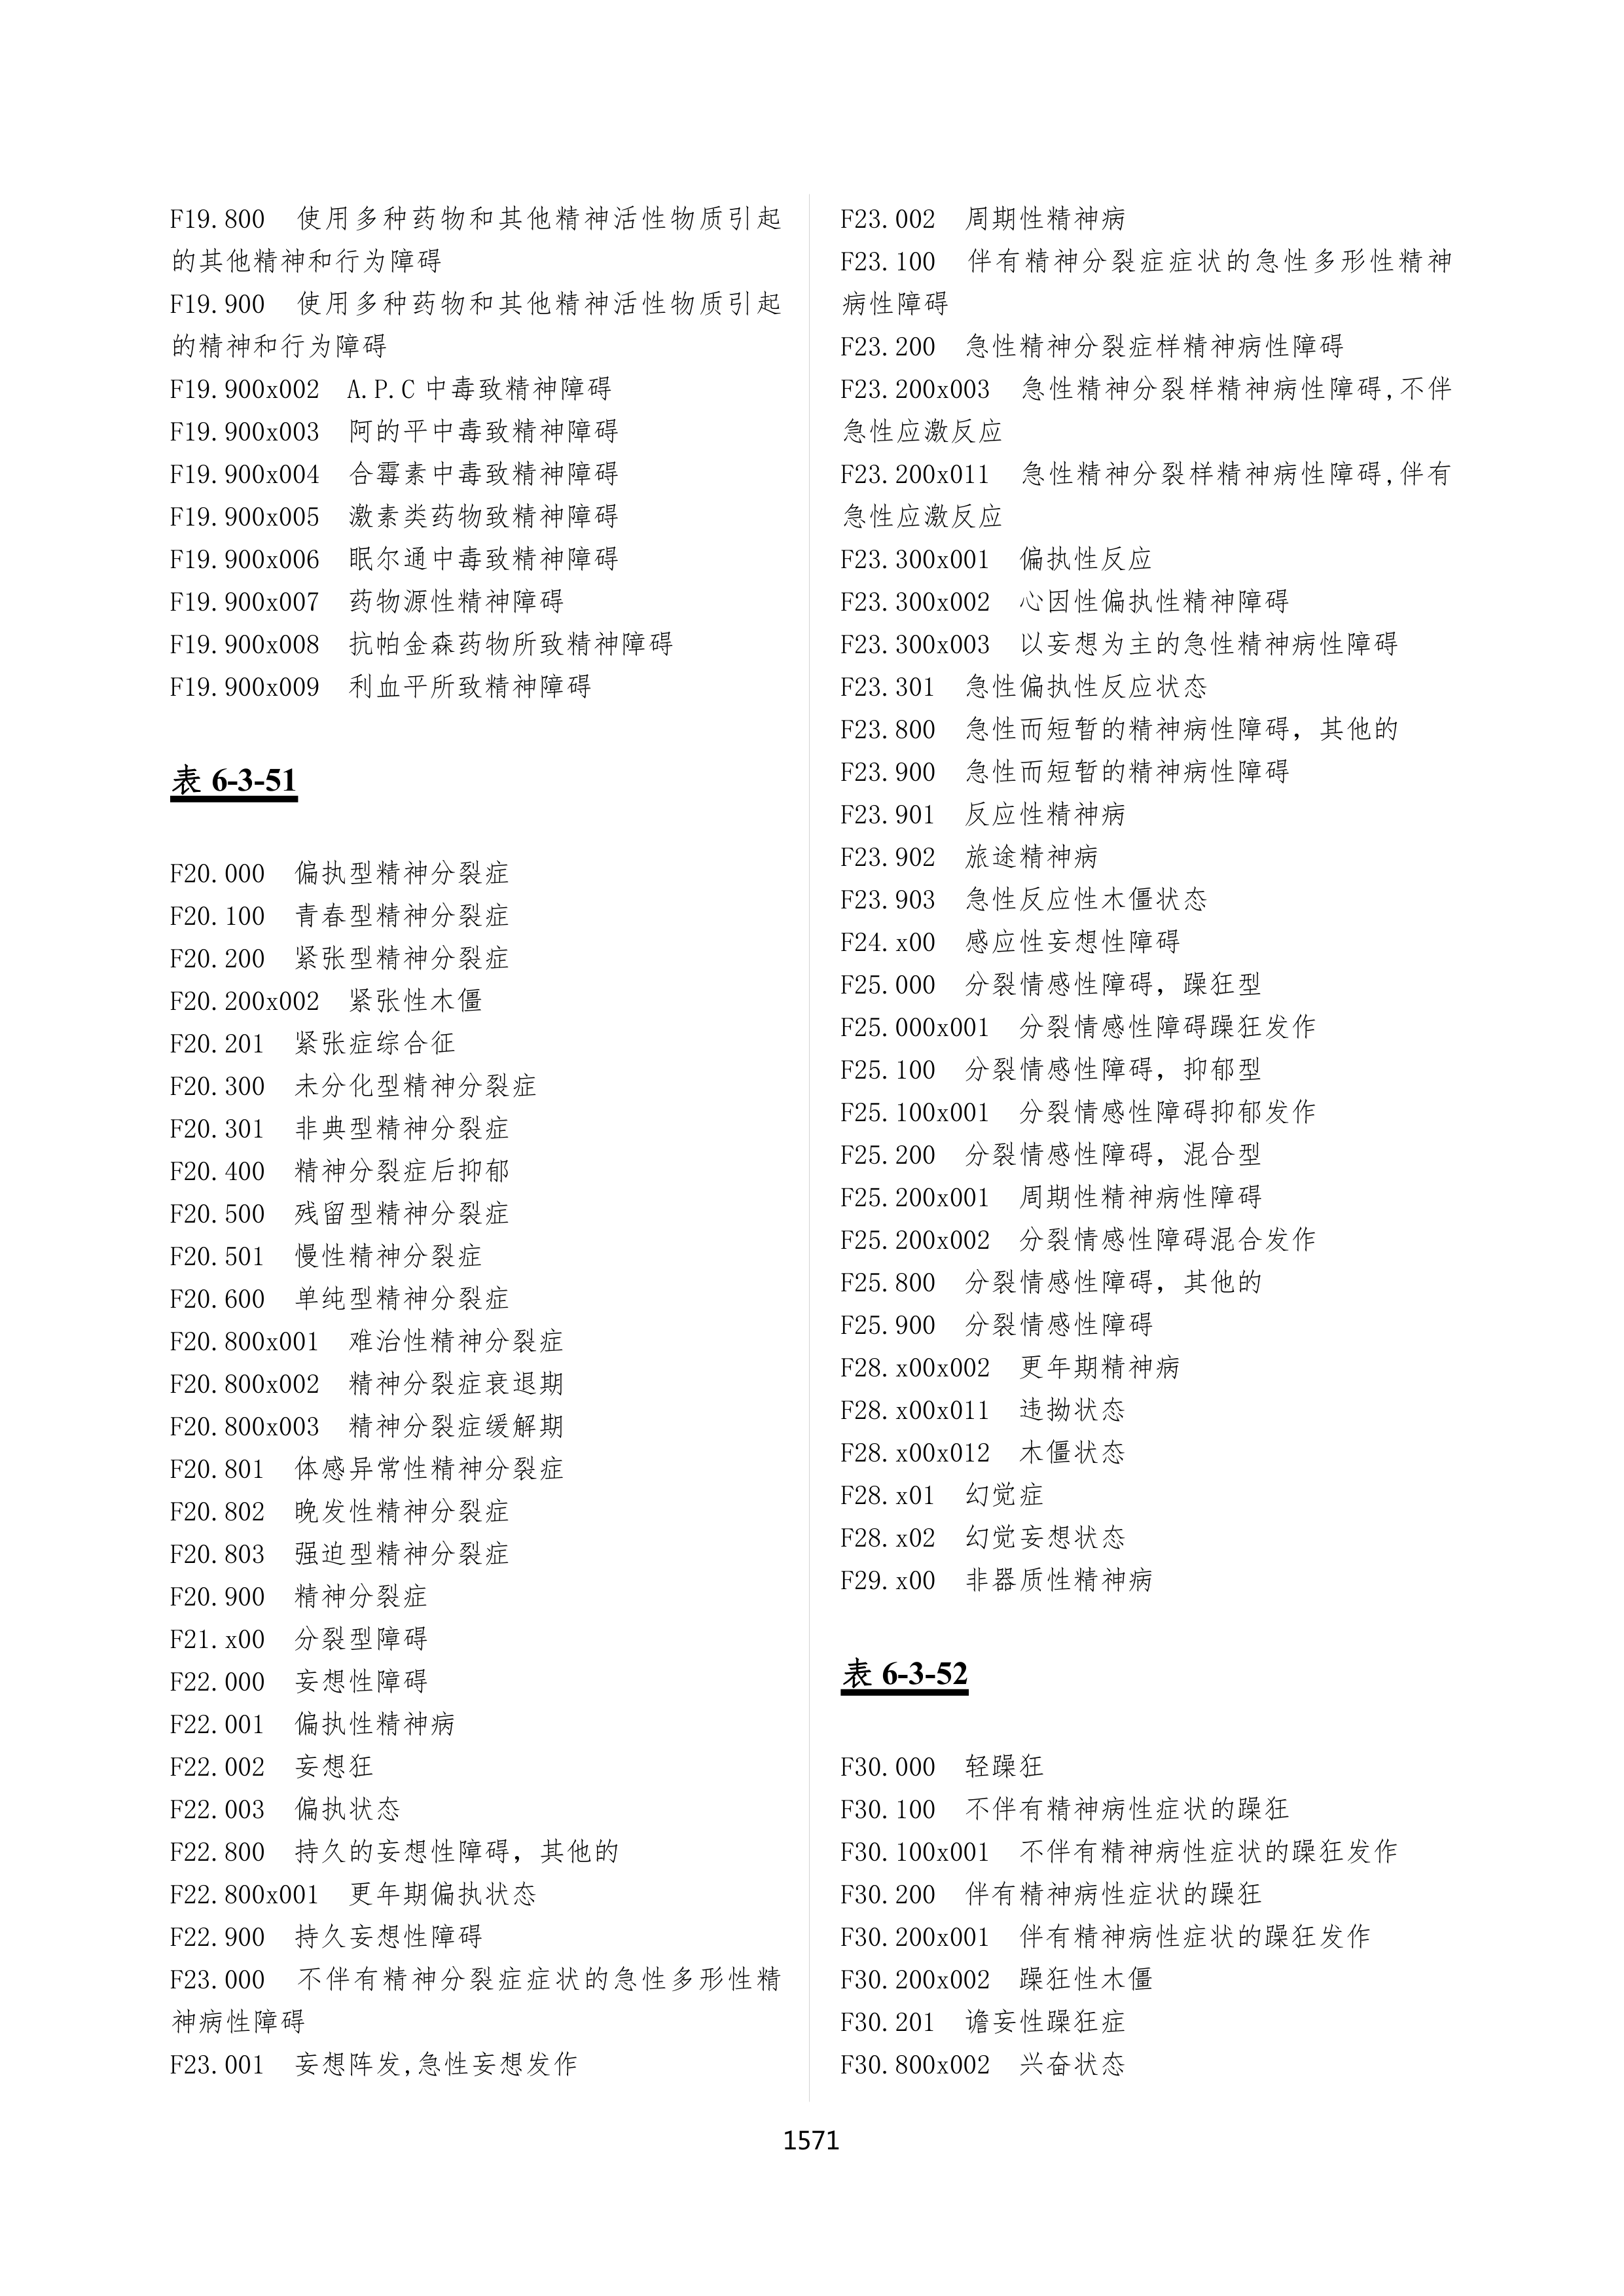 F19.800 使用多种药物和其他精神活性物质引起
的其他精神和行为障碍
F19.900 使用多种药物和其他精神活性物质引起
的精神和行为障碍
F19.900x002 A.P.C中毒致精神障碍
F19.900x003 阿的平中毒致精神障碍
F19.900x004 合霉素中毒致精神障碍
F19.900x005 激素类药物致精神障碍
F19.900x006 眠尔通中毒致精神障碍
F19.900x007 药物源性精神障碍
F19.900x008 抗帕金森药物所致精神障碍
F19.900x009 利血平所致精神障碍
表 6-3-51
F20.000 偏执型精神分裂症
F20.100 青春型精神分裂症
F20.200 紧张型精神分裂症
F20.200x002 紧张性木僵
F20.201 紧张症综合征
F20.300 未分化型精神分裂症
F20.301 非典型精神分裂症
F20.400 精神分裂症后抑郁
F20.500 残留型精神分裂症
F20.501 慢性精神分裂症
F20.600 单纯型精神分裂症
F20.800x001 难治性精神分裂症
F20.800x002 精神分裂症衰退期
F20.800x003 精神分裂症缓解期
F20.801 体感异常性精神分裂症
F20.802 晚发性精神分裂症
F20.803 强迫型精神分裂症
F20.900 精神分裂症
F21.x00 分裂型障碍
F22.000 妄想性障碍
F22.001 偏执性精神病
F22.002 妄想狂
F22.003 偏执状态
F22.800 持久的妄想性障碍，其他的
F22.800x001 更年期偏执状态
F22.900 持久妄想性障碍
F23.000 不伴有精神分裂症症状的急性多形性精
神病性障碍
F23.001 妄想阵发,急性妄想发作
F23.002 周期性精神病
F23.100 伴有精神分裂症症状的急性多形性精神
病性障碍
F23.200 急性精神分裂症样精神病性障碍
F23.200x003 急性精神分裂样精神病性障碍,不伴
急性应激反应
F23.200x011 急性精神分裂样精神病性障碍,伴有
急性应激反应
F23.300x001 偏执性反应
F23.300x002 心因性偏执性精神障碍
F23.300x003 以妄想为主的急性精神病性障碍
F23.301 急性偏执性反应状态
F23.800 急性而短暂的精神病性障碍，其他的
F23.900 急性而短暂的精神病性障碍
F23.901 反应性精神病
F23.902 旅途精神病
F23.903 急性反应性木僵状态
F24.x00 感应性妄想性障碍
F25.000 分裂情感性障碍，躁狂型
F25.000x001 分裂情感性障碍躁狂发作
F25.100 分裂情感性障碍，抑郁型
F25.100x001 分裂情感性障碍抑郁发作
F25.200 分裂情感性障碍，混合型
F25.200x001 周期性精神病性障碍
F25.200x002 分裂情感性障碍混合发作
F25.800 分裂情感性障碍，其他的
F25.900 分裂情感性障碍
F28.x00x002 更年期精神病
F28.x00x011 违拗状态
F28.x00x012 木僵状态
F28.x01 幻觉症
F28.x02 幻觉妄想状态
F29.x00 非器质性精神病
表 6-3-52
F30.000 轻躁狂
F30.100 不伴有精神病性症状的躁狂
F30.100x001 不伴有精神病性症状的躁狂发作
F30.200 伴有精神病性症状的躁狂
F30.200x001 伴有精神病性症状的躁狂发作
F30.200x002 躁狂性木僵
F30.201 谵妄性躁狂症
F30.800x002 兴奋状态
1571